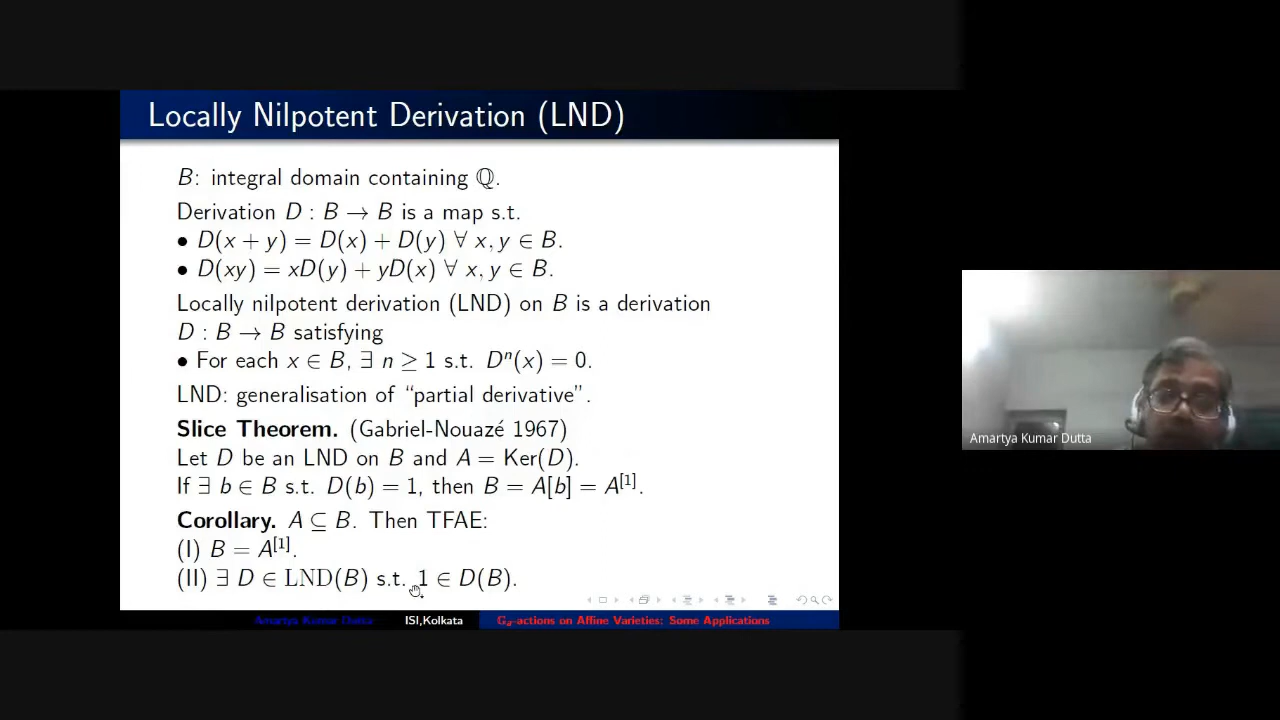 Locally Nilpotent Derivation (LND)
B: integral domain containing ℚ.
Derivation D : B → B is a map s.t.
• D(x + y) = D(x) + D(y) ∀ x, y ∈ B.
• D(xy) = xD(y) + yD(x) ∀ x, y ∈ B.
Locally nilpotent derivation (LND) on B is a derivation
D : B → B satisfying
• For each x ∈ B, ∃ n ≥ 1 s.t. Dⁿ(x) = 0.
LND: generalisation of “partial derivative”.
Slice Theorem. (Gabriel-Nouazé 1967)
Let D be an LND on B and A = Ker(D).
If ∃ b ∈ B s.t. D(b) = 1, then B = A[b] = A^[1].
Corollary. A ⊆ B. Then TFAE:
(I) B = A^[1].
(II) ∃ D ∈ LND(B) s.t. 1 ∈ D(B).
Amartya Kumar Dutta ISI,Kolkata G_a-actions on Affine Varieties: Some Applications
Amartya Kumar Dutta